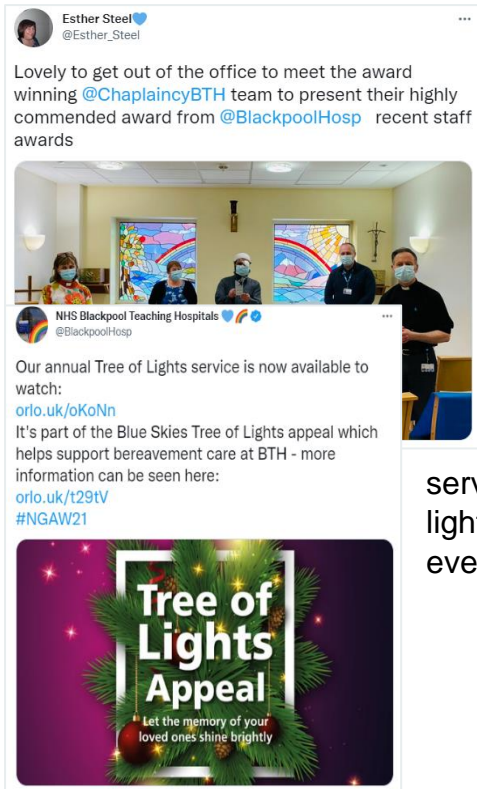 Esther Steel💙
@Esther_Steel
Lovely to get out of the office to meet the award
winning @ChaplaincyBTH team to present their highly
commended award from @BlackpoolHosp recent staff
awards
NHS Blackpool Teaching Hospitals 💙 🌈
@BlackpoolHosp
Our annual Tree of Lights service is now available to
watch:
orlo.uk/oKoNn
It's part of the Blue Skies Tree of Lights appeal which
helps support bereavement care at BTH - more
information can be seen here:
orlo.uk/t29tV
#NGAW21
Tree of
Lights
Appeal
Let the memory of your
loved ones shine brightly
serv
light
eve